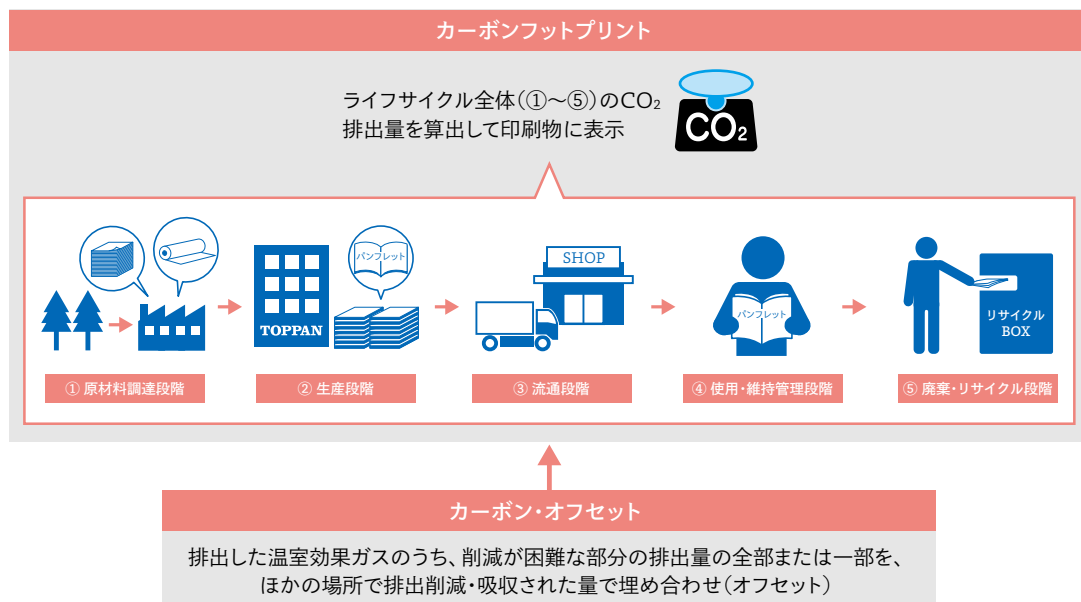 カーボンフットプリント
ライフサイクル全体(①〜⑤)のCO₂
排出量を算出して印刷物に表示
CO₂
パンフレット
TOPPAN
SHOP
パンフレット
リサイクル
BOX
① 原材料調達段階
② 生産段階
③ 流通段階
④ 使用・維持管理段階
⑤ 廃棄・リサイクル段階
カーボン・オフセット
排出した温室効果ガスのうち、削減が困難な部分の排出量の全部または一部を、
ほかの場所で排出削減・吸収された量で埋め合わせ(オフセット)